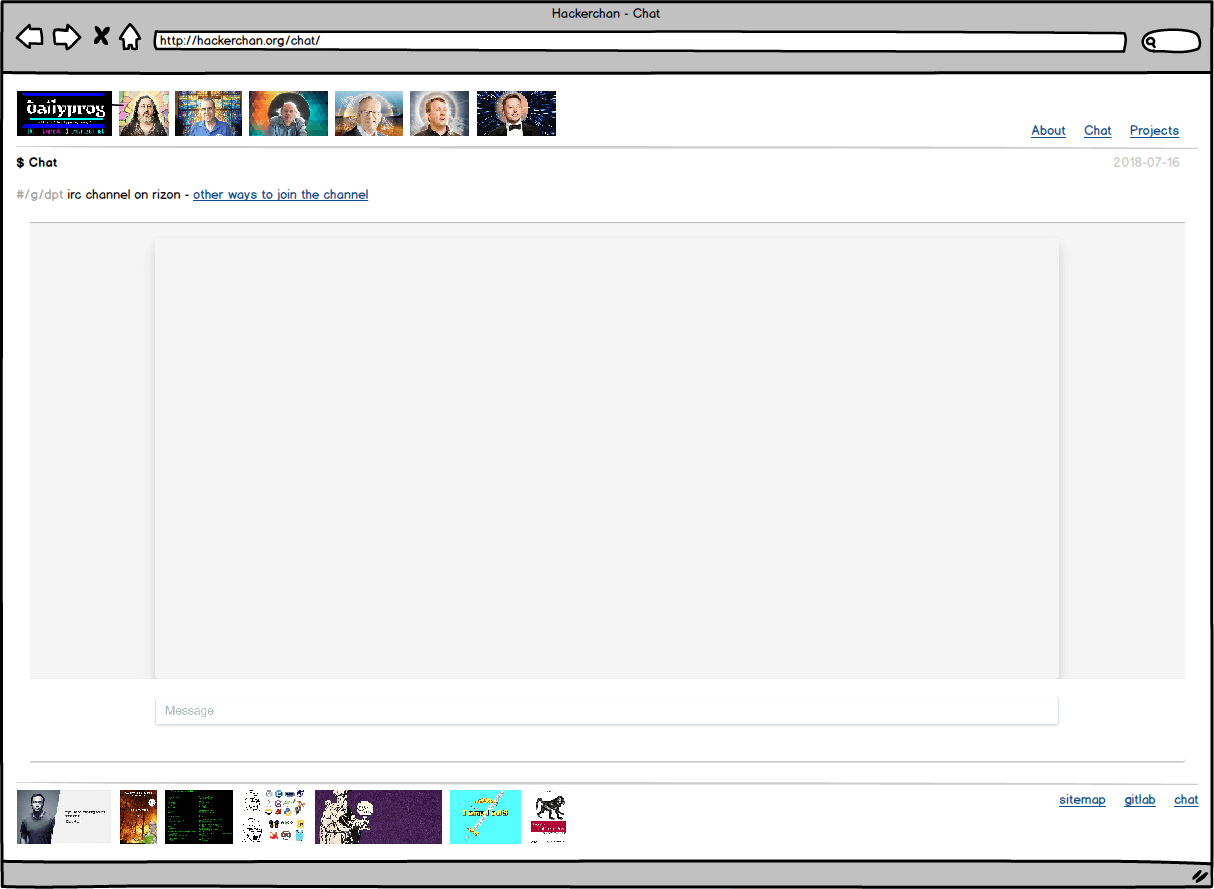 Hackerchan - Chat
http://hackerchan.org/chat/
dailyprog
About Chat Projects
$ Chat
2018-07-16
#/g/dpt irc channel on rizon - other ways to join the channel
Message
sitemap gitlab chat